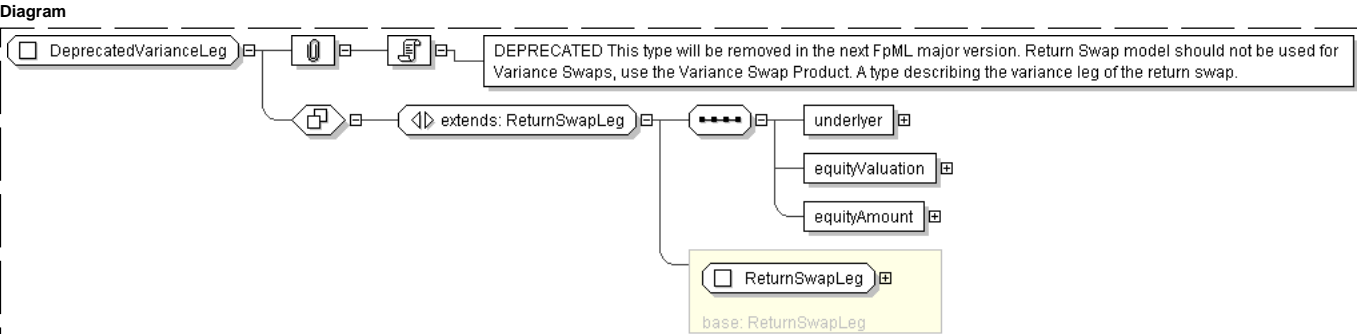 Diagram
DeprecatedVarianceLeg
DEPRECATED This type will be removed in the next FpML major version. Return Swap model should not be used for
Variance Swaps, use the Variance Swap Product. A type describing the variance leg of the return swap.
extends: ReturnSwapLeg
underlyer
equityValuation
equityAmount
ReturnSwapLeg
base: ReturnSwapLeg